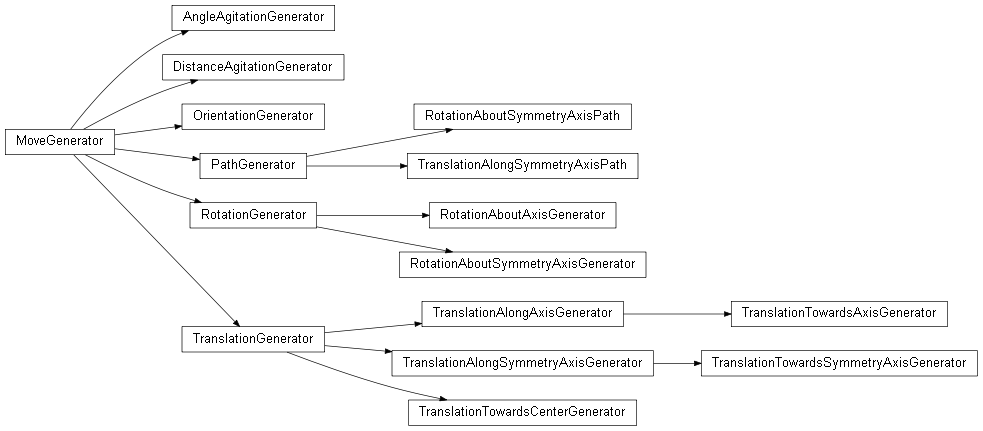 AngleAgitationGenerator
DistanceAgitationGenerator
OrientationGenerator
RotationAboutSymmetryAxisPath
MoveGenerator
PathGenerator
TranslationAlongSymmetryAxisPath
RotationGenerator
RotationAboutAxisGenerator
RotationAboutSymmetryAxisGenerator
TranslationAlongAxisGenerator
TranslationTowardsAxisGenerator
TranslationGenerator
TranslationAlongSymmetryAxisGenerator
TranslationTowardsSymmetryAxisGenerator
TranslationTowardsCenterGenerator